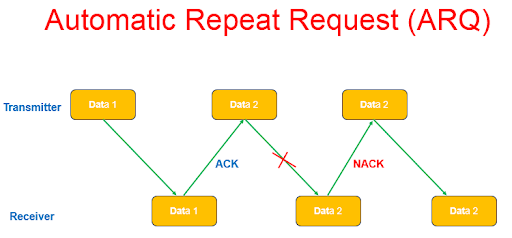 Automatic Repeat Request (ARQ)
Transmitter
Data 1
Data 2
Data 2
ACK
NACK
Receiver
Data 1
Data 2
Data 2